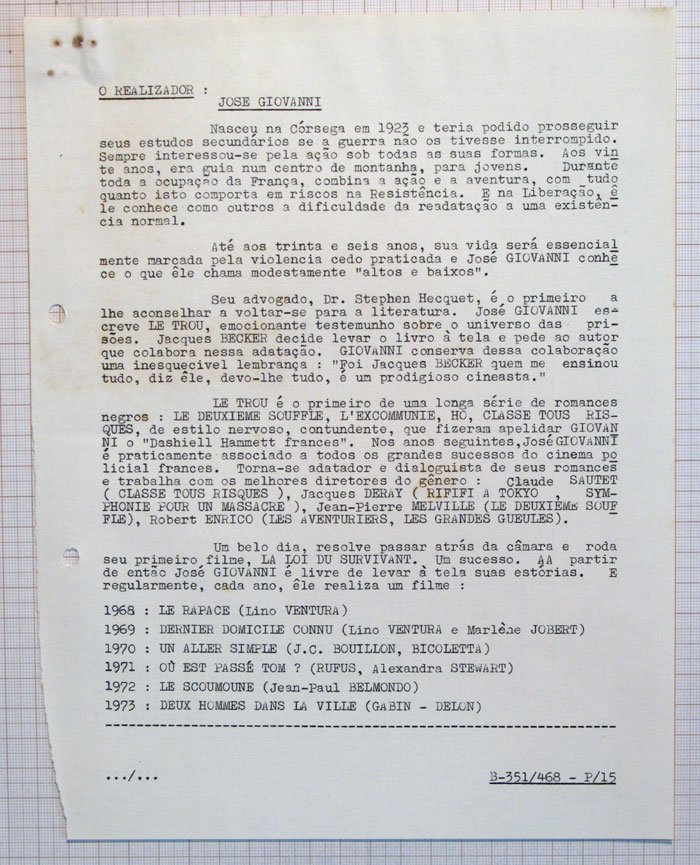 O REALIZADOR :
JOSE GIOVANNI
Nasceu na Córsega em 1923 e teria podido prosseguir
seus estudos secundários se a guerra não os tivesse interrompido.
Sempre interessou-se pela ação sob todas as suas formas. Aos vin
te anos, era guia num centro de montanha, para jovens. Durante
toda a ocupação da França, combina a ação e a aventura, com tudo
quanto isto comporta em riscos na Resistência. E na Liberação, ê
le conhece como outros a dificuldade da readatação a uma existên-
cia normal.
Até aos trinta e seis anos, sua vida será essencial
mente marcada pela violencia cedo praticada e José GIOVANNI conhe
ce o que êle chama modestamente "altos e baixos".
Seu advogado, Dr. Stephen Hecquet, é o primeiro a
lhe aconselhar a voltar-se para a literatura. José GIOVANNI es-
creve LE TROU, emocionante testemunho sobre o universo das pri-
sões. Jacques BECKER decide levar o livro à tela e pede ao autor
que colabora nessa adatação. GIOVANNI conserva dessa colaboração
uma inesquecivel lembrança : "Foi Jacques BECKER quem me ensinou
tudo, diz êle, devo-lhe tudo, é um prodigioso cineasta."
LE TROU é o primeiro de uma longa série de romances
negros : LE DEUXIEME SOUFFLE, L'EXCOMMUNIE, HO, CLASSE TOUS RIS-
QUES, de estilo nervoso, contundente, que fizeram apelidar GIOVAN
NI o "Dashiell Hammett frances". Nos anos seguintes, José GIOVANNI
é praticamente associado a todos os grandes sucessos do cinema po
licial frances. Torna-se adatador e dialoguista de seus romances
e trabalha com os melhores diretores do gênero : Claude SAUTET
( CLASSE TOUS RISQUES ), Jacques DERAY ( RIFIFI A TOKYO , SYM-
PHONIE POUR UN MASSACRE ), Jean-Pierre MELVILLE (LE DEUXIEME SOUF
FLE), Robert ENRICO (LES AVENTURIERS, LES GRANDES GUEULES).
Um belo dia, resolve passar atrás da câmara e roda
seu primeiro filme, LA LOI DU SURVIVANT. Um sucesso. AA partir
de então José GIOVANNI é livre de levar à tela suas estórias. E
regularmente, cada ano, êle realiza um filme :
1968 : LE RAPACE (Lino VENTURA)
1969 : DERNIER DOMICILE CONNU (Lino VENTURA e Marlène JOBERT)
1970 : UN ALLER SIMPLE (J.C. BOUILLON, BICOLETTA)
1971 : OÙ EST PASSÉ TOM ? (RUFUS, Alexandra STEWART)
1972 : LE SCOUMOUNE (Jean-Paul BELMONDO)
1973 : DEUX HOMMES DANS LA VILLE (GABIN - DELON)
.../...
B-351/468 - P/15